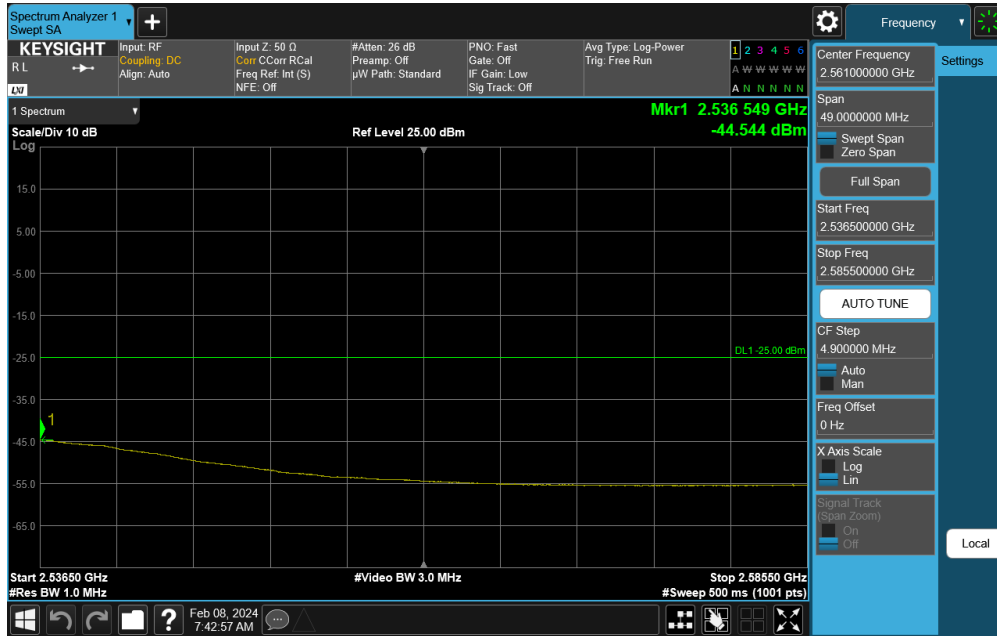 Spectrum Analyzer 1
Swept SA
+
Frequency
KEYSIGHT
R L
LXI
Input: RF
Coupling: DC
Align: Auto
Input Z: 50 Ω
Corr CCorr RCal
Freq Ref: Int (S)
NFE: Off
#Atten: 26 dB
Preamp: Off
µW Path: Standard
PNO: Fast
Gate: Off
IF Gain: Low
Sig Track: Off
Avg Type: Log-Power
Trig: Free Run
1 2 3 4 5 6
A W W W W W
A N N N N N
1 Spectrum
Scale/Div 10 dB
Log
Ref Level 25.00 dBm
Mkr1 2.536 549 GHz
-44.544 dBm
15.0
5.00
-5.00
-15.0
-25.0
-35.0
-45.0
-55.0
-65.0
DL1 -25.00 dBm
1
Start 2.53650 GHz
#Res BW 1.0 MHz
#Video BW 3.0 MHz
Stop 2.58550 GHz
#Sweep 500 ms (1001 pts)
Center Frequency
2.561000000 GHz
Settings
Span
49.0000000 MHz
Swept Span
Zero Span
Full Span
Start Freq
2.536500000 GHz
Stop Freq
2.585500000 GHz
AUTO TUNE
CF Step
4.900000 MHz
Auto
Man
Freq Offset
0 Hz
X Axis Scale
Log
Lin
Signal Track
(Span Zoom)
On
Off
Local
?
Feb 08, 2024
7:42:57 AM